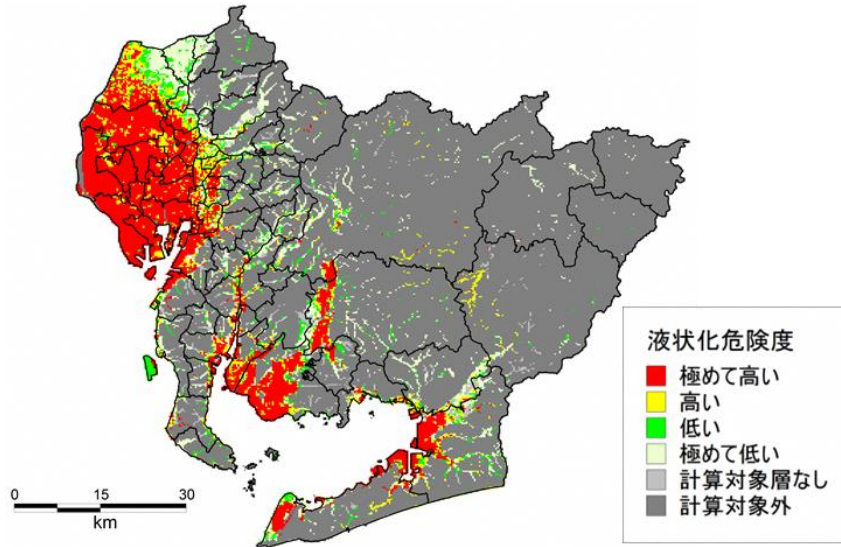 液状化危険度
極めて高い
高い
低い
極めて低い
計算対象層なし
計算対象外
0 15 30
km